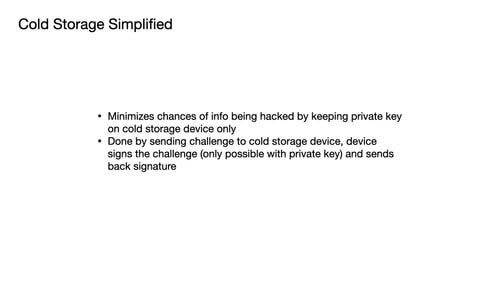 Cold Storage Simplified
• Minimizes chances of info being hacked by keeping private key
on cold storage device only
• Done by sending challenge to cold storage device, device
signs the challenge (only possible with private key) and sends
back signature